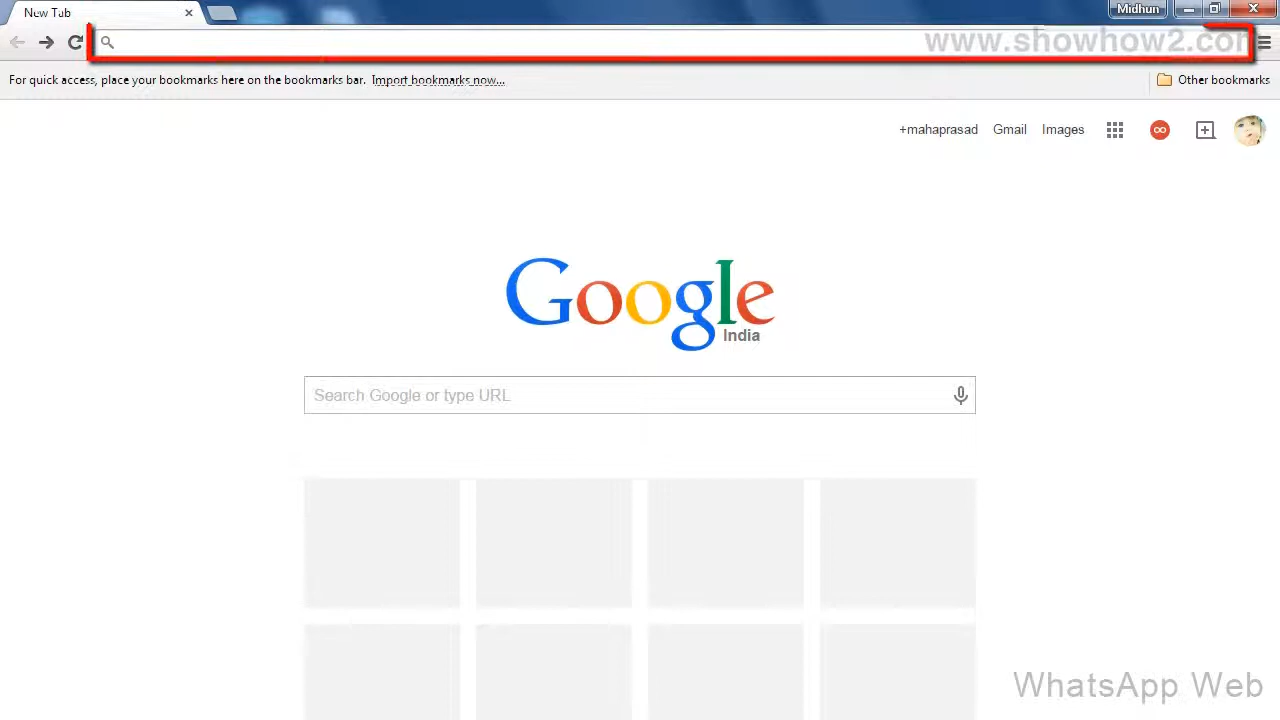 New Tab
Midhun
www.showhow2.com
For quick access, place your bookmarks here on the bookmarks bar. Import bookmarks now...
Other bookmarks
+mahaprasad Gmail Images
Google
India
Search Google or type URL
WhatsApp Web